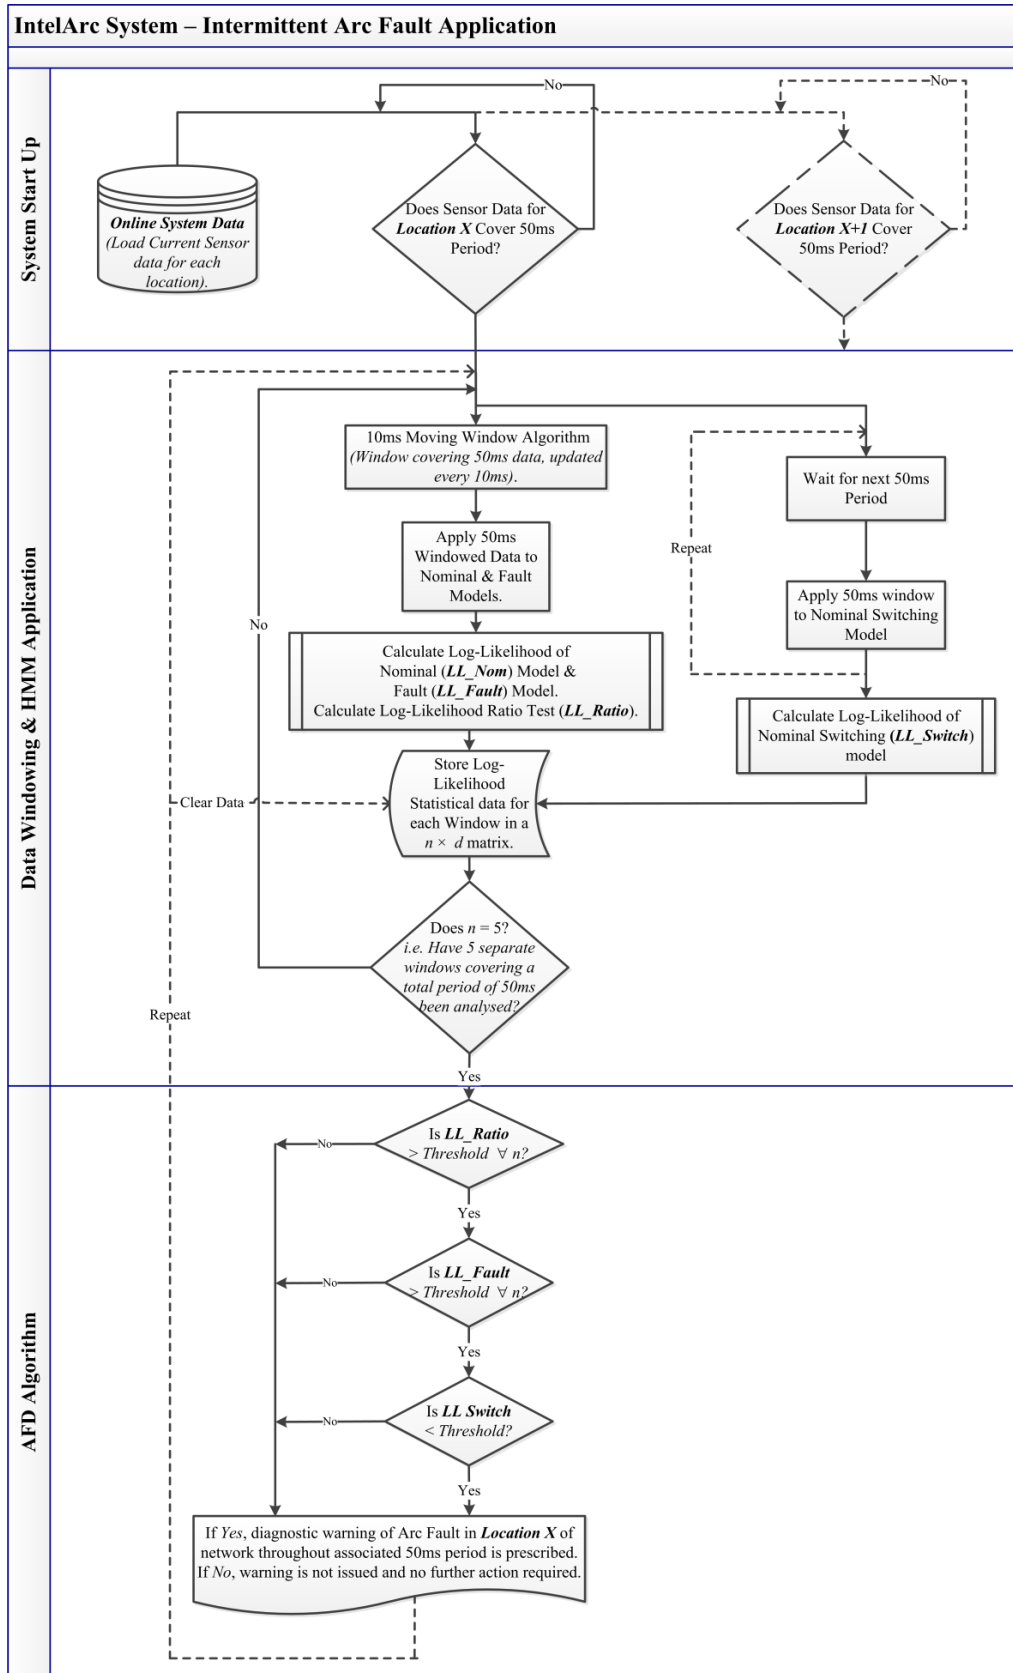 IntelArc System – Intermittent Arc Fault Application
System Start Up
No
No
Online System Data
(Load Current Sensor
data for each
location).
Does Sensor Data for
Location X Cover 50ms
Period?
Does Sensor Data for
Location X+1 Cover
50ms Period?
Data Windowing & HMM Application
10ms Moving Window Algorithm
(Window covering 50ms data, updated
every 10ms).
Wait for next 50ms
Period
Apply 50ms
Windowed Data to
Nominal & Fault
Models.
Repeat
Apply 50ms window
to Nominal Switching
Model
No
Calculate Log-Likelihood of
Nominal (LL_Nom) Model &
Fault (LL_Fault) Model.
Calculate Log-Likelihood Ratio Test (LL_Ratio).
Calculate Log-Likelihood of
Nominal Switching (LL_Switch)
model
Store Log-
Likelihood
Statistical data for
each Window in a
n × d matrix.
Clear Data
Does n = 5?
i.e. Have 5 separate
windows covering a
total period of 50ms
been analysed?
Repeat
Yes
AFD Algorithm
Is LL_Ratio
> Threshold ∀ n?
No
Yes
Is LL_Fault
> Threshold ∀ n?
No
Yes
Is LL Switch
< Threshold?
No
Yes
If Yes, diagnostic warning of Arc Fault in Location X of
network throughout associated 50ms period is prescribed.
If No, warning is not issued and no further action required.